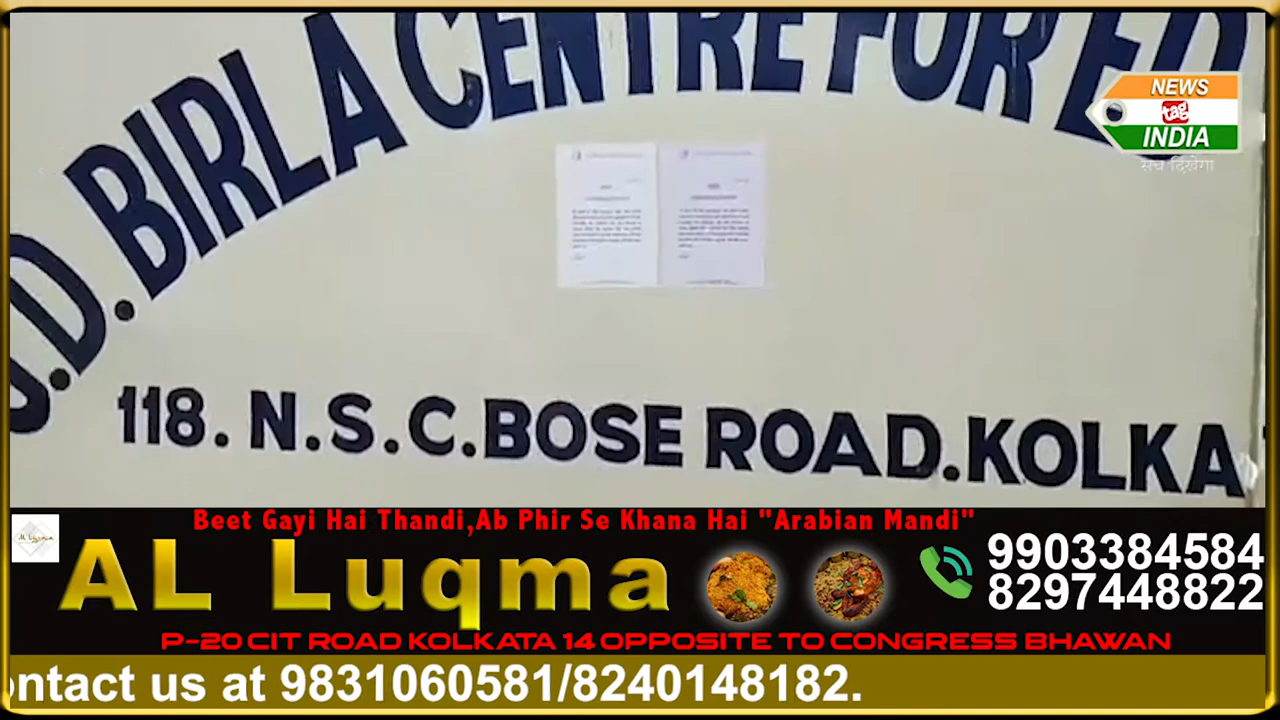 J.D. BIRLA CENTRE FOR ED
NEWS
tag
INDIA
सच दिखेगा
118. N.S.C. BOSE ROAD. KOLKA
Beet Gayi Hai Thandi,Ab Phir Se Khana Hai "Arabian Mandi"
AL Luqma
9903384584
8297448822
P-20 CIT ROAD KOLKATA 14 OPPOSITE TO CONGRESS BHAWAN
ontact us at 9831060581/8240148182.